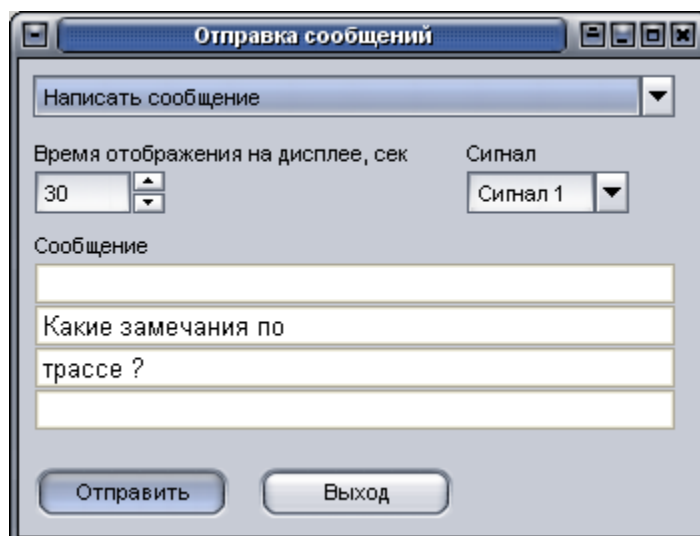 Отправка сообщений
Написать сообщение
Время отображения на дисплее, сек Сигнал
30 Сигнал 1
Сообщение
Какие замечания по
трассе ?
Отправить Выход